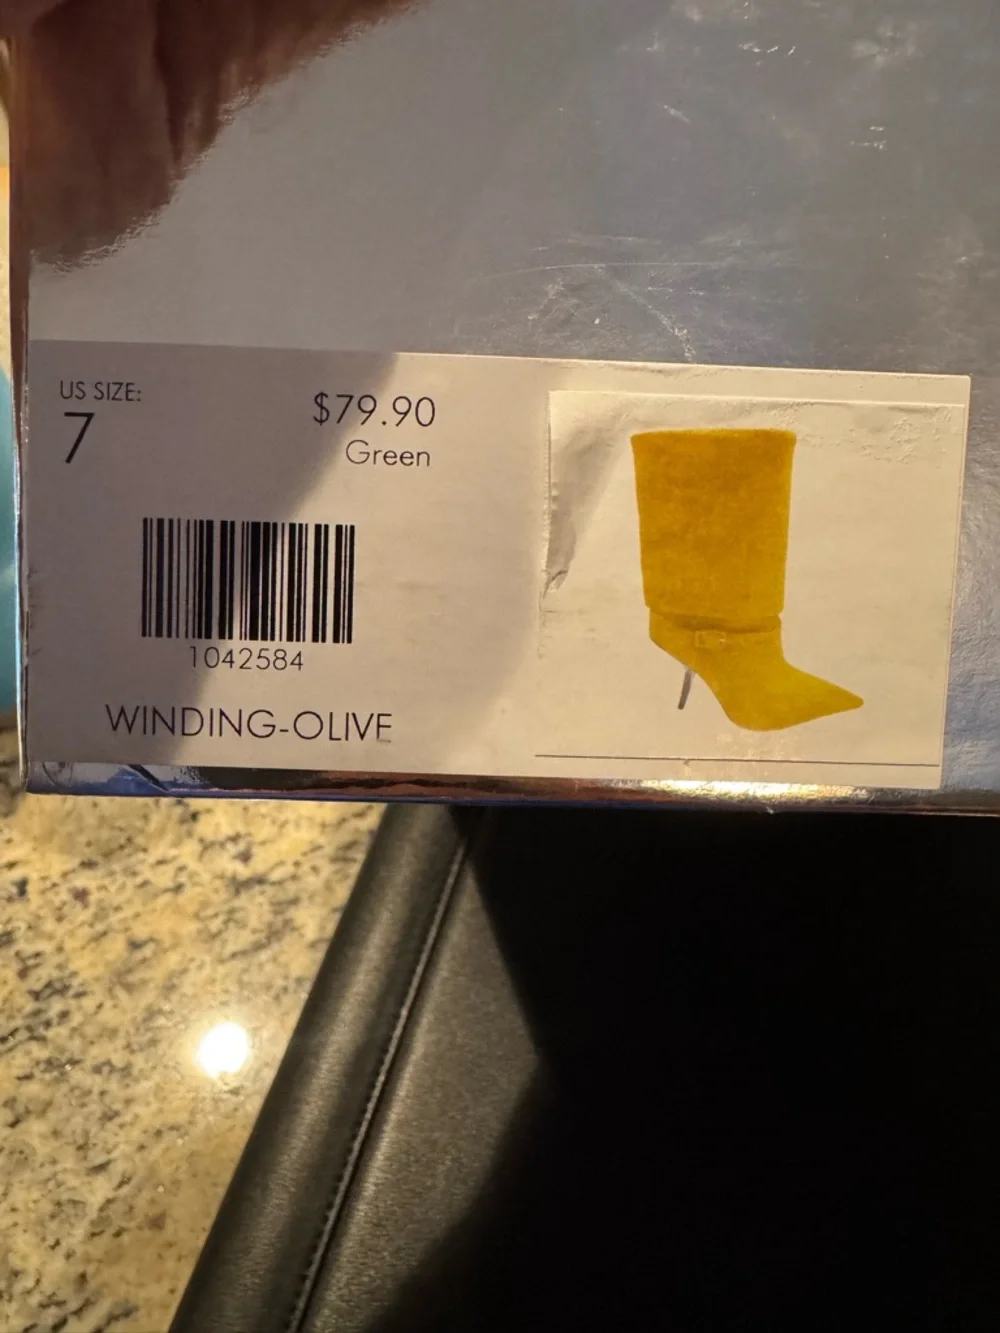 US SIZE:
7
$79.90
Green
1042584
WINDING-OLIVE